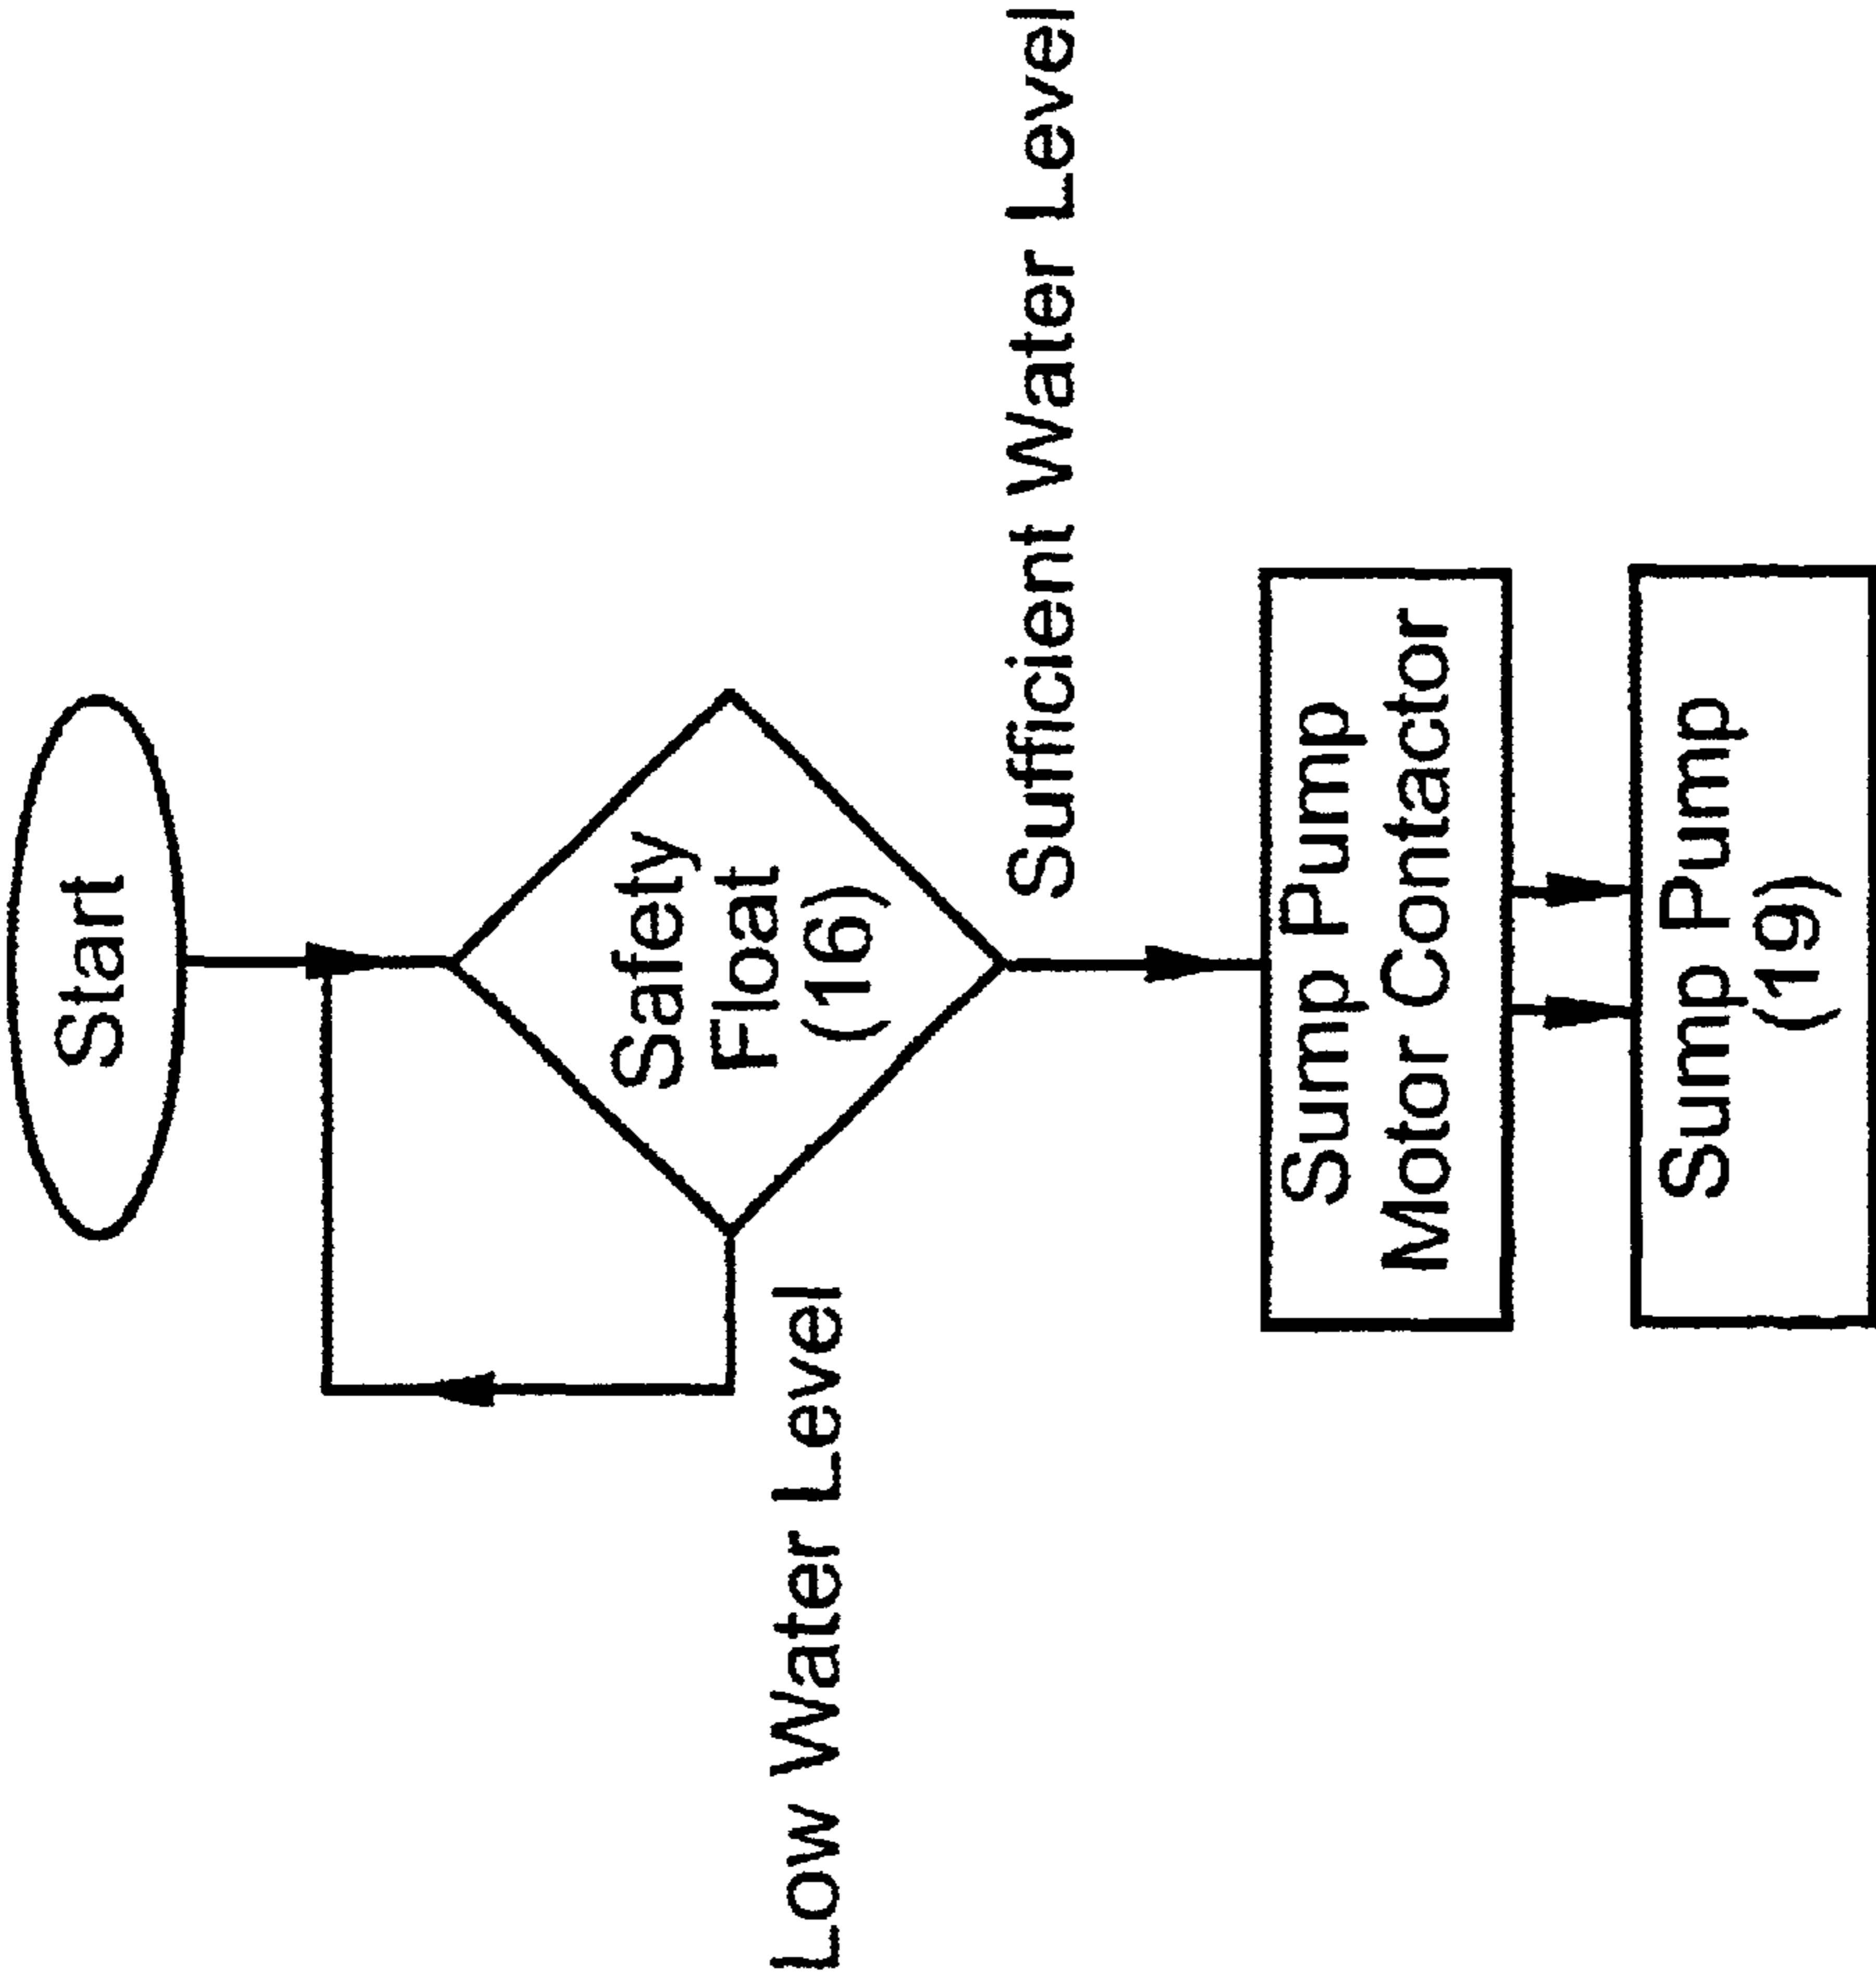 Start
Safety
Float
(16)
Low Water Level
Sufficient Water Level
Sump Pump
Motor Contactor
Sump Pump
(19)